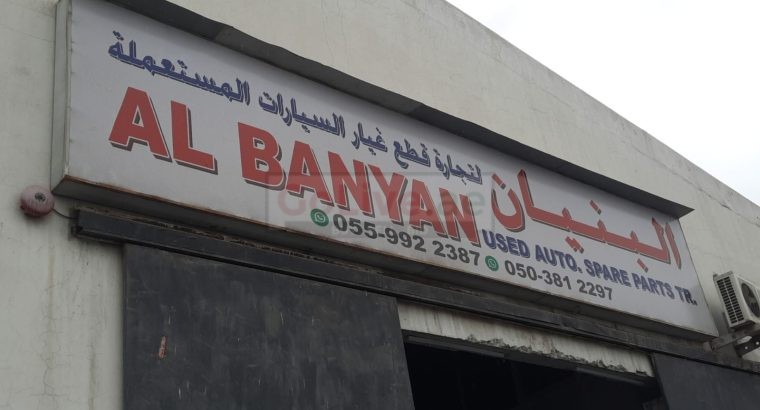 البنيان لتجارة قطع غيار السيارات المستعملة
AL BANYAN USED AUTO. SPARE PARTS TR.
055-992 2387 050-381 2297